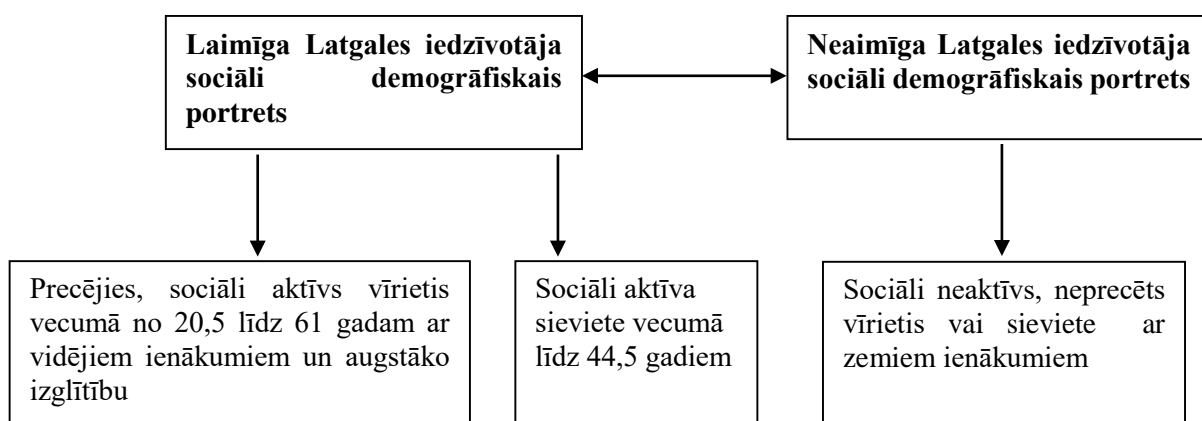 Laimīga Latgales iedzīvotāja
sociāli demogrāfiskais
portrets
Neaimīga Latgales iedzīvotāja
sociāli demogrāfiskais portrets
Precējies, sociāli aktīvs vīrietis
vecumā no 20,5 līdz 61 gadam ar
vidējiem ienākumiem un augstāko
izglītību
Sociāli aktīva
sieviete vecumā
līdz 44,5 gadiem
Sociāli neaktīvs, neprecēts
vīrietis vai sieviete ar
zemiem ienākumiem